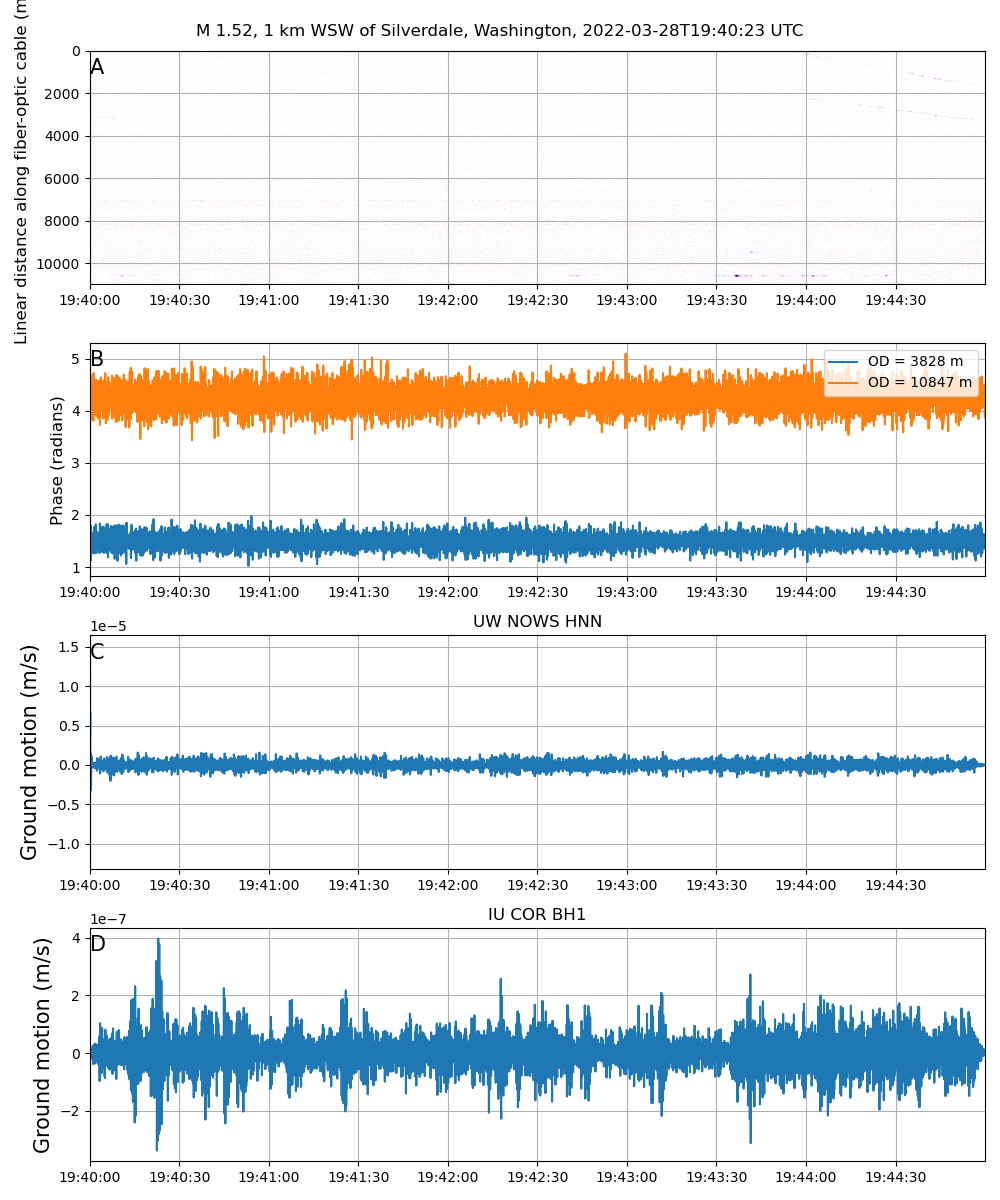 M 1.52, 1 km WSW of Silverdale, Washington, 2022-03-28T19:40:23 UTC
Linear distance along fiber-optic cable (m
A
0
2000
4000
6000
8000
10000
19:40:00 19:40:30 19:41:00 19:41:30 19:42:00 19:42:30 19:43:00 19:43:30 19:44:00 19:44:30
B
Phase (radians)
5
4
3
2
1
OD = 3828 m
OD = 10847 m
19:40:00 19:40:30 19:41:00 19:41:30 19:42:00 19:42:30 19:43:00 19:43:30 19:44:00 19:44:30
UW NOWS HNN
1e−5
C
Ground motion (m/s)
1.5
1.0
0.5
0.0
−0.5
−1.0
19:40:00 19:40:30 19:41:00 19:41:30 19:42:00 19:42:30 19:43:00 19:43:30 19:44:00 19:44:30
IU COR BH1
1e−7
D
Ground motion (m/s)
4
2
0
−2
19:40:00 19:40:30 19:41:00 19:41:30 19:42:00 19:42:30 19:43:00 19:43:30 19:44:00 19:44:30